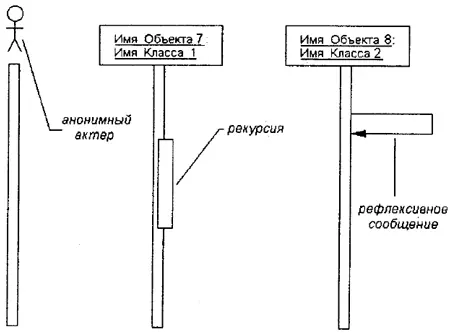 Имя Объекта 7:
Имя Класса 1
Имя Объекта 8:
Имя Класса 2
анонимный
актер
рекурсия
рефлексивное
сообщение